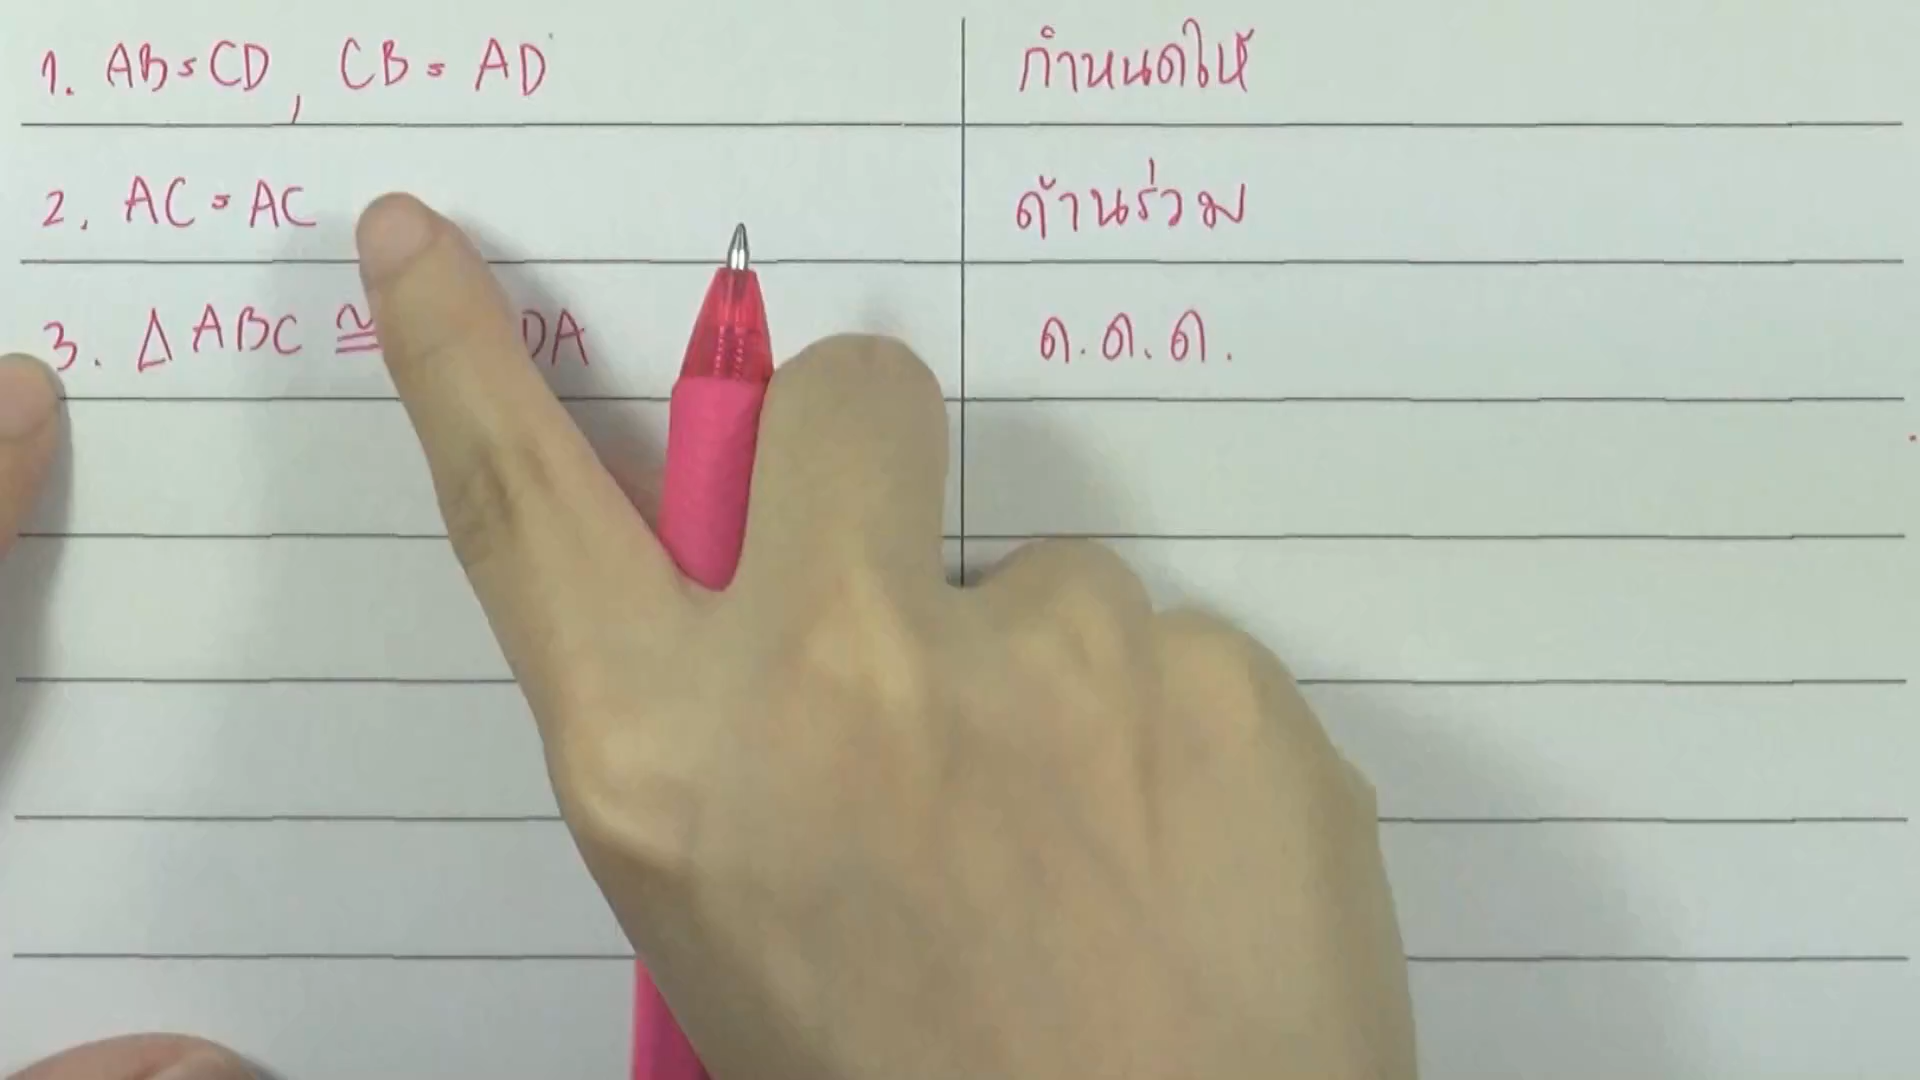 1. AB = CD, CB = AD กำหนดให้
2. AC = AC ด้านร่วม
3. △ ABC ≅ DA ด.ด.ด.